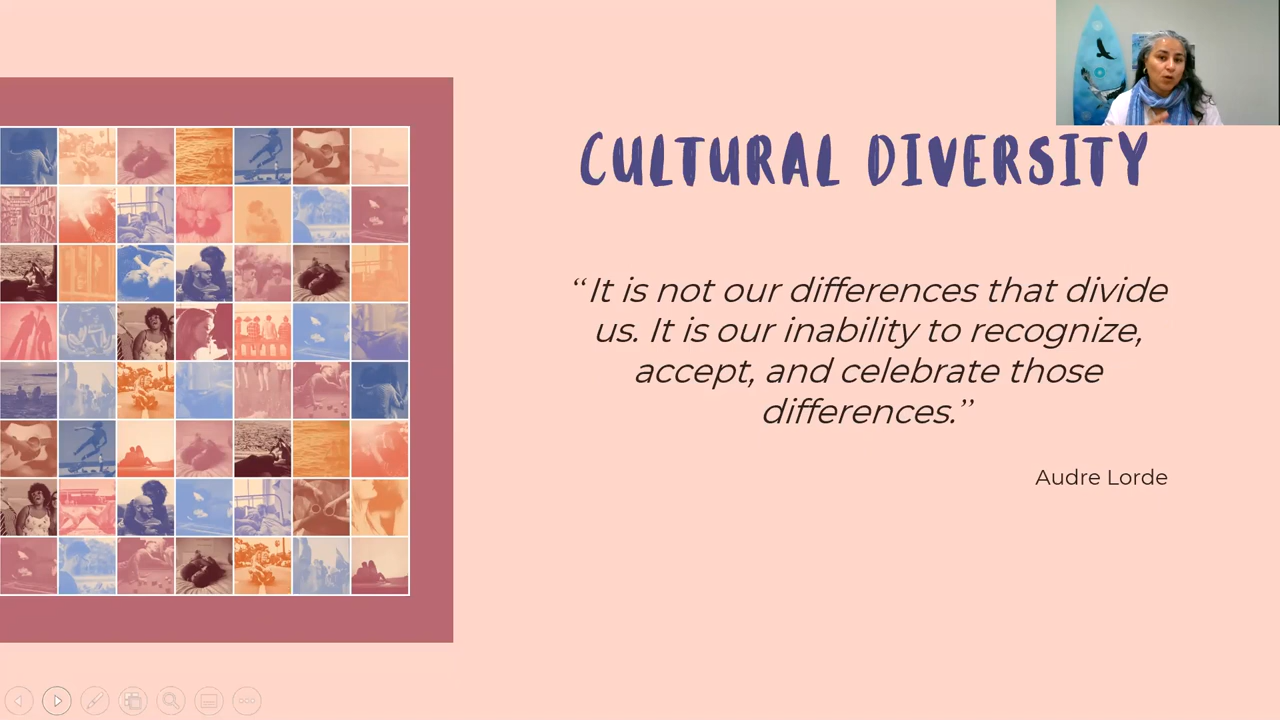 CULTURAL DIVERSITY
“It is not our differences that divide
us. It is our inability to recognize,
accept, and celebrate those
differences.”
Audre Lorde